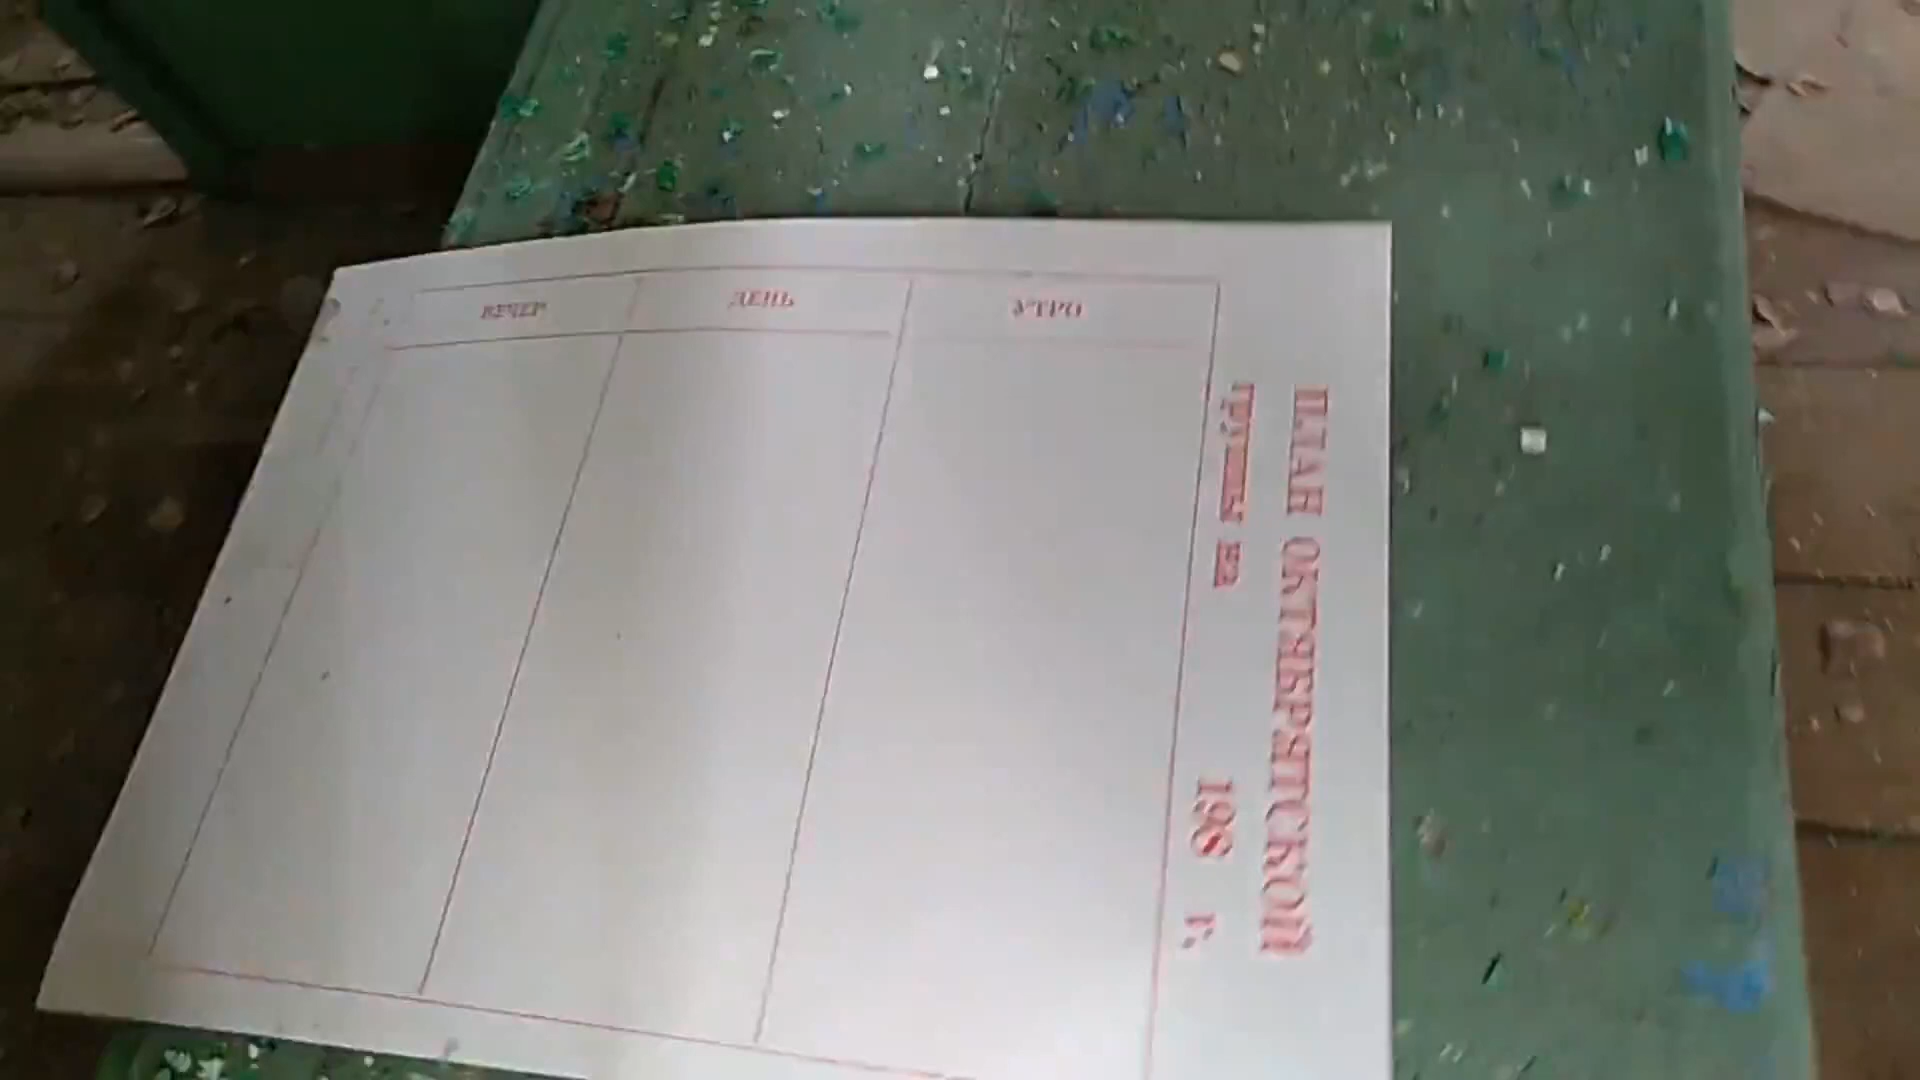 ПЛАН ОКТЯБРЯТСКОЙ
группы на 198 г.
УТРО
ДЕНЬ
ВЕЧЕР